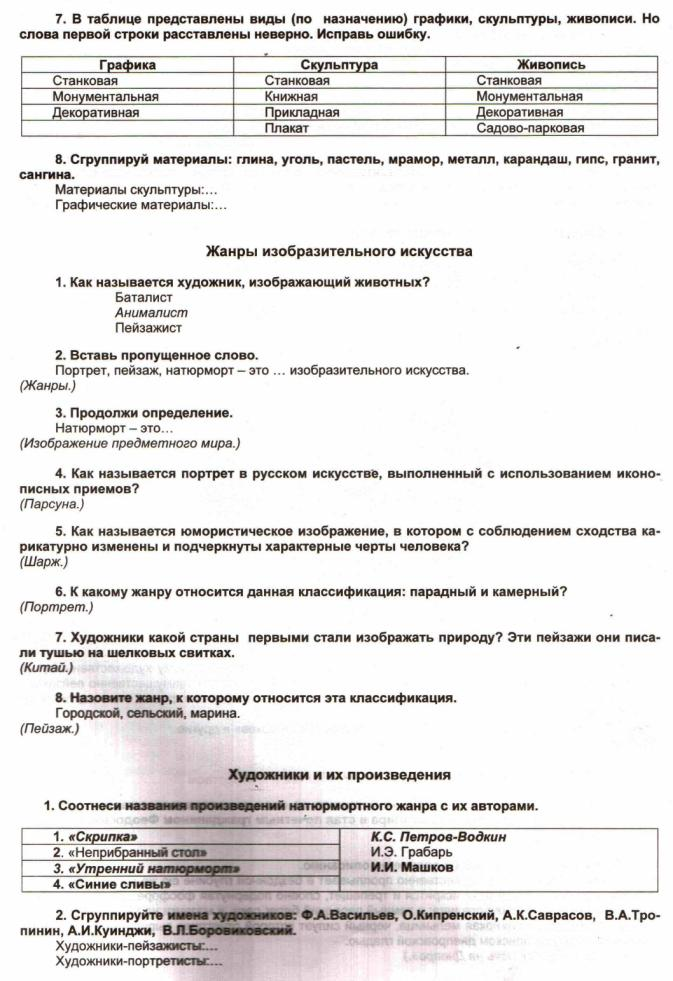 7. В таблице представлены виды (по назначению) графики, скульптуры, живописи. Но
слова первой строки расставлены неверно. Исправь ошибку.
Графика Скульптура Живопись
Станковая Станковая Станковая
Монументальная Книжная Монументальная
Декоративная Прикладная Декоративная
Плакат Садово-парковая
8. Сгруппируй материалы: глина, уголь, пастель, мрамор, металл, карандаш, гипс, гранит,
сангина.
Материалы скульптуры:...
Графические материалы:...
Жанры изобразительного искусства
1. Как называется художник, изображающий животных?
Баталист
Анималист
Пейзажист
2. Вставь пропущенное слово.
Портрет, пейзаж, натюрморт – это ... изобразительного искусства.
(Жанры.)
3. Продолжи определение.
Натюрморт – это...
(Изображение предметного мира.)
4. Как называется портрет в русском искусстве, выполненный с использованием иконо-
писных приемов?
(Парсуна.)
5. Как называется юмористическое изображение, в котором с соблюдением сходства ка-
рикатурно изменены и подчеркнуты характерные черты человека?
(Шарж.)
6. К какому жанру относится данная классификация: парадный и камерный?
(Портрет.)
7. Художники какой страны первыми стали изображать природу? Эти пейзажи они писа-
ли тушью на шелковых свитках.
(Китай.)
8. Назовите жанр, к которому относится эта классификация.
Городской, сельский, марина.
(Пейзаж.)
Художники и их произведения
1. Соотнеси названия произведений натюрмортного жанра с их авторами.
1. «Скрипка» К.С. Петров-Водкин
2. «Неприбранный стол» И.Э. Грабарь
3. «Утренний натюрморт» И.И. Машков
4. «Синие сливы»
2. Сгруппируйте имена художников: Ф.А.Васильев, О.Кипренский, А.К.Саврасов, В.А.Тро-
пинин, А.И.Куинджи, В.Л.Боровиковский.
Художники-пейзажисты:...
Художники-портретисты:...